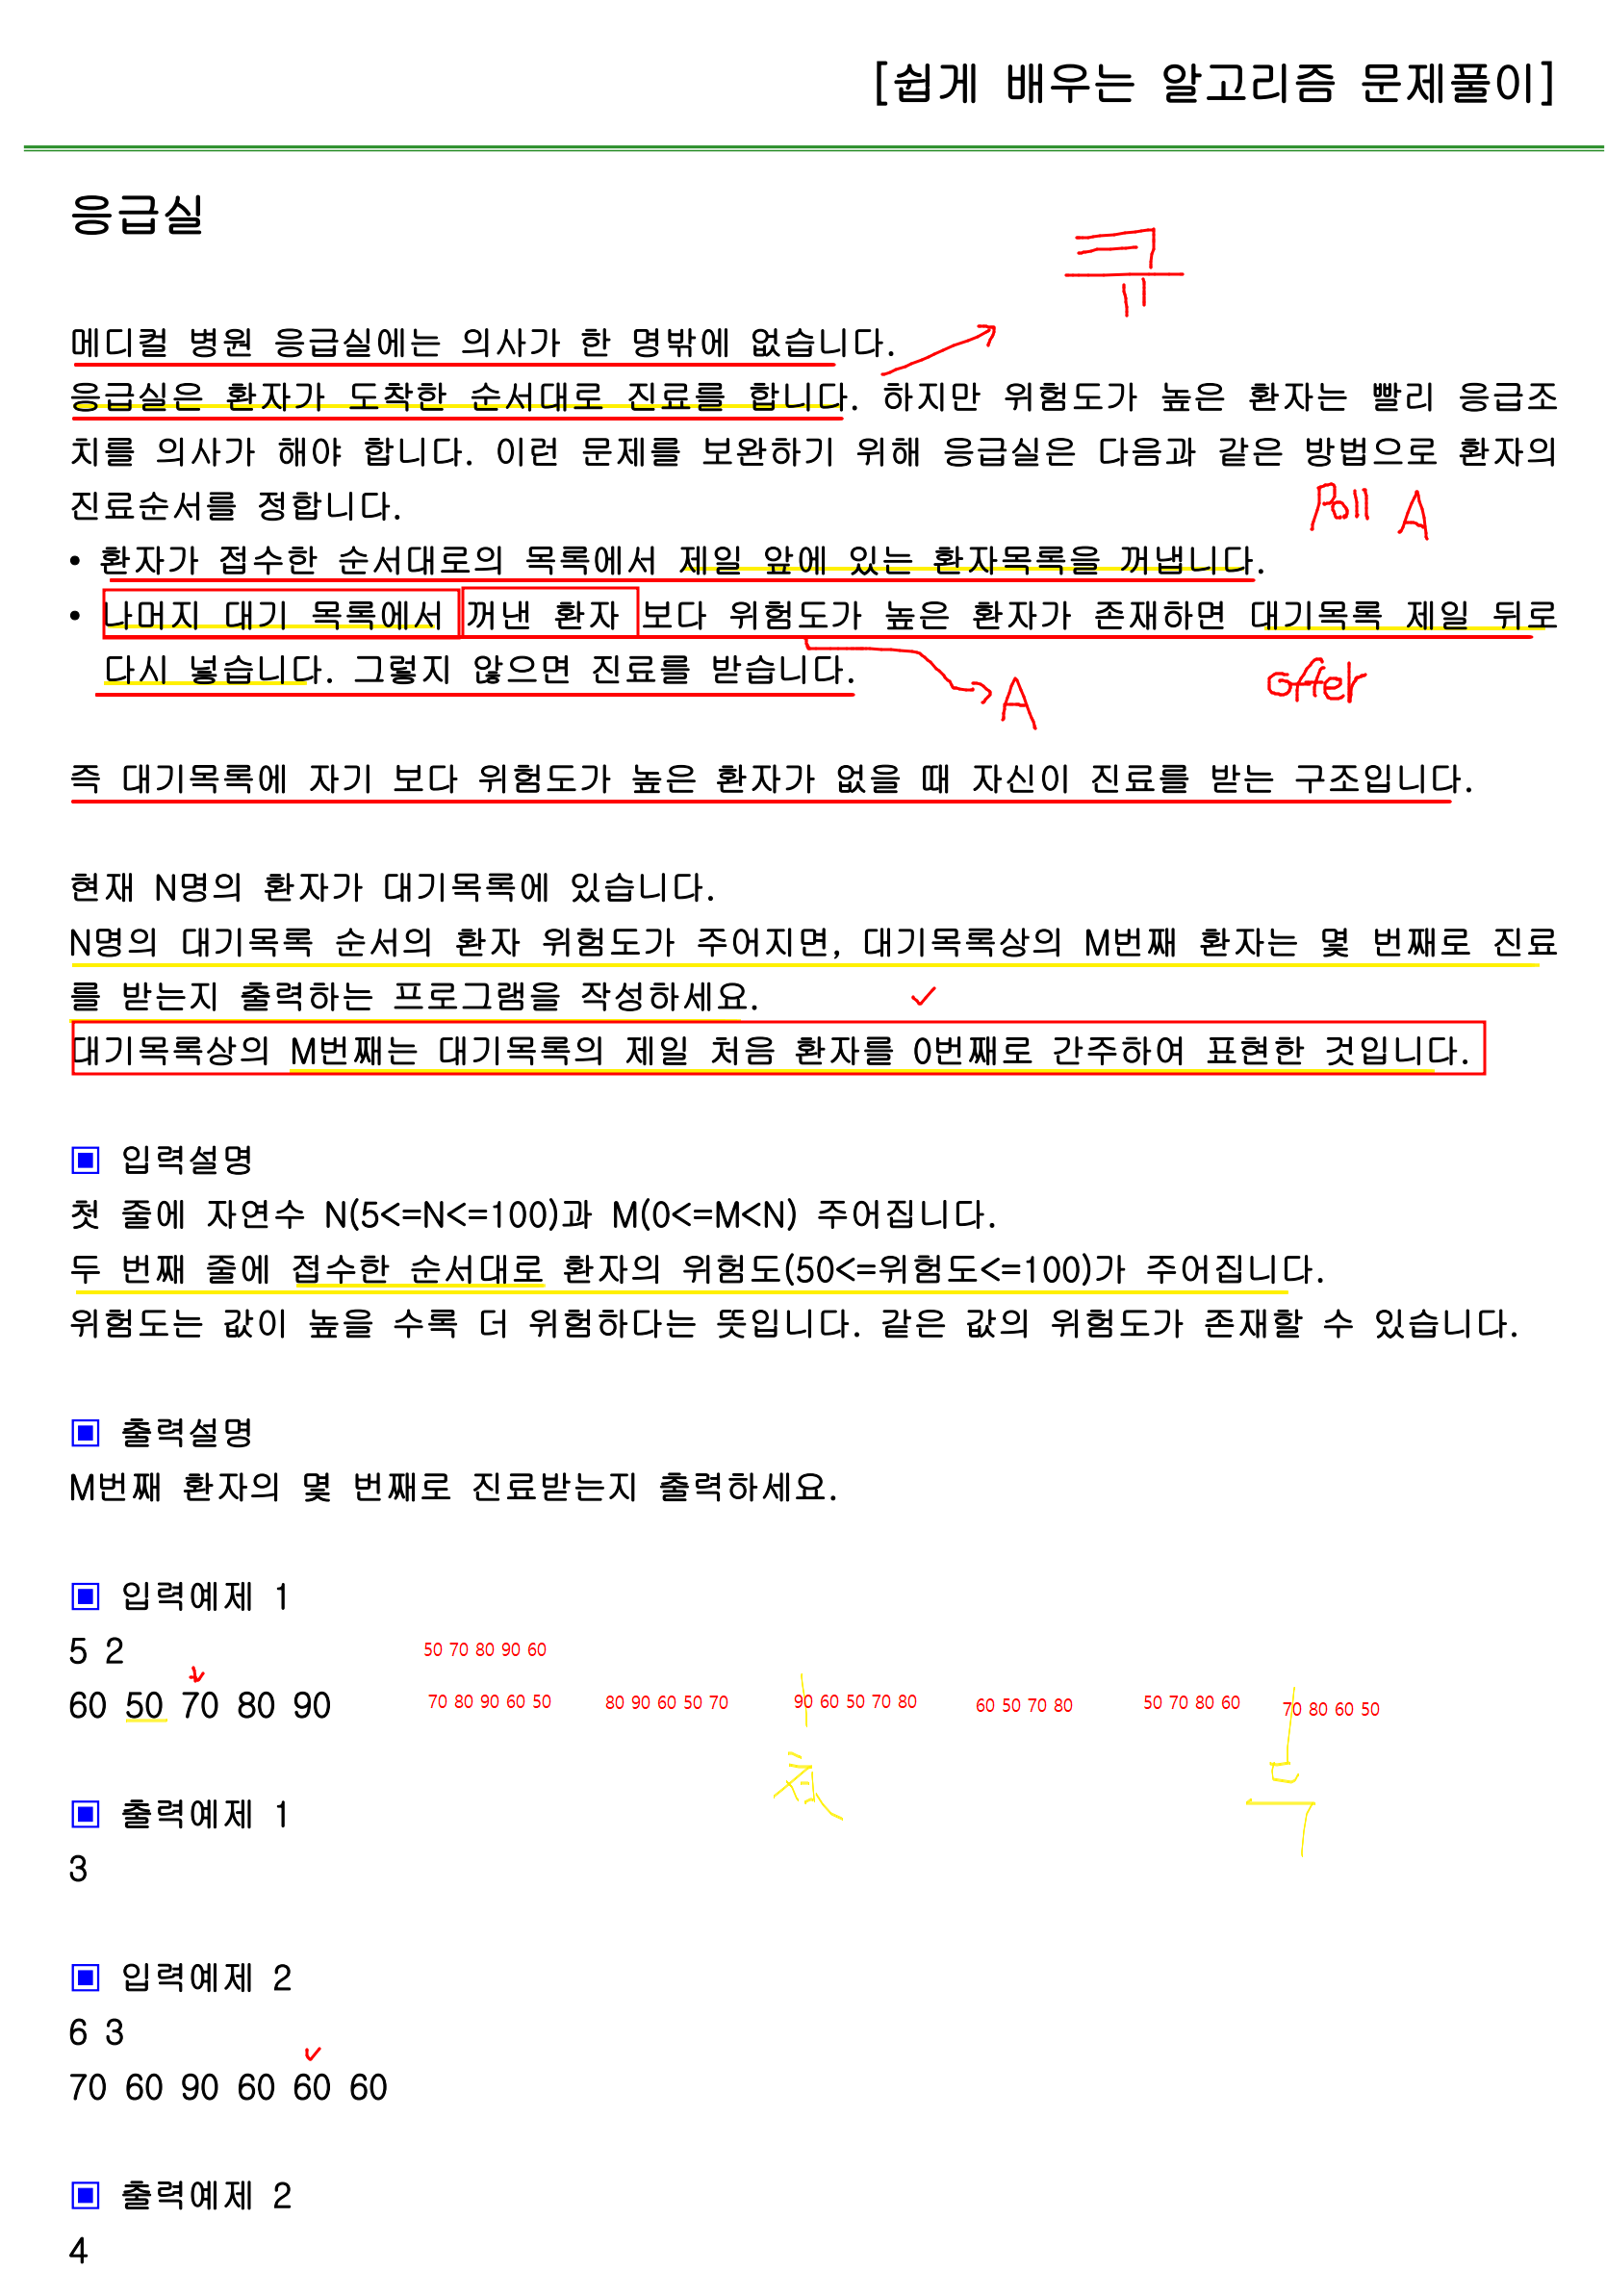 [쉽게 배우는 알고리즘 문제풀이]
응급실
큐
메디컬 병원 응급실에는 의사가 한 명밖에 없습니다.
응급실은 환자가 도착한 순서대로 진료를 합니다. 하지만 위험도가 높은 환자는 빨리 응급조
치를 의사가 해야 합니다. 이런 문제를 보완하기 위해 응급실은 다음과 같은 방법으로 환자의
진료순서를 정합니다.
Poll A
• 환자가 접수한 순서대로의 목록에서 제일 앞에 있는 환자목록을 꺼냅니다.
• 나머지 대기 목록에서 꺼낸 환자 보다 위험도가 높은 환자가 존재하면 대기목록 제일 뒤로
다시 넣습니다. 그렇지 않으면 진료를 받습니다.
offer
A
즉 대기목록에 자기 보다 위험도가 높은 환자가 없을 때 자신이 진료를 받는 구조입니다.
현재 N명의 환자가 대기목록에 있습니다.
N명의 대기목록 순서의 환자 위험도가 주어지면, 대기목록상의 M번째 환자는 몇 번째로 진료
를 받는지 출력하는 프로그램을 작성하세요.
대기목록상의 M번째는 대기목록의 제일 처음 환자를 0번째로 간주하여 표현한 것입니다.
▣ 입력설명
첫 줄에 자연수 N(5<=N<=100)과 M(0<=M<N) 주어집니다.
두 번째 줄에 접수한 순서대로 환자의 위험도(50<=위험도<=100)가 주어집니다.
위험도는 값이 높을 수록 더 위험하다는 뜻입니다. 같은 값의 위험도가 존재할 수 있습니다.
▣ 출력설명
M번째 환자의 몇 번째로 진료받는지 출력하세요.
▣ 입력예제 1
5 2
50 70 80 90 60
60 50 70 80 90
70 80 90 60 50
80 90 60 50 70
90 60 50 70 80
60 50 70 80
50 70 80 60
70 80 60 50
▣ 출력예제 1
3
▣ 입력예제 2
6 3
70 60 90 60 60 60
▣ 출력예제 2
4